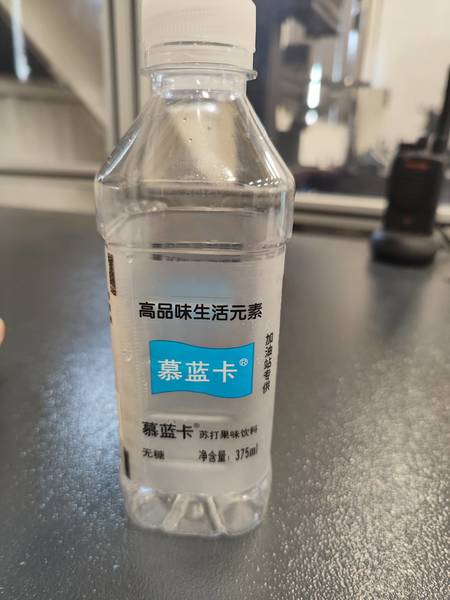 高品味生活元素
慕蓝卡®
加油站专供
慕蓝卡® 苏打果味饮料
无糖 净含量: 375ml